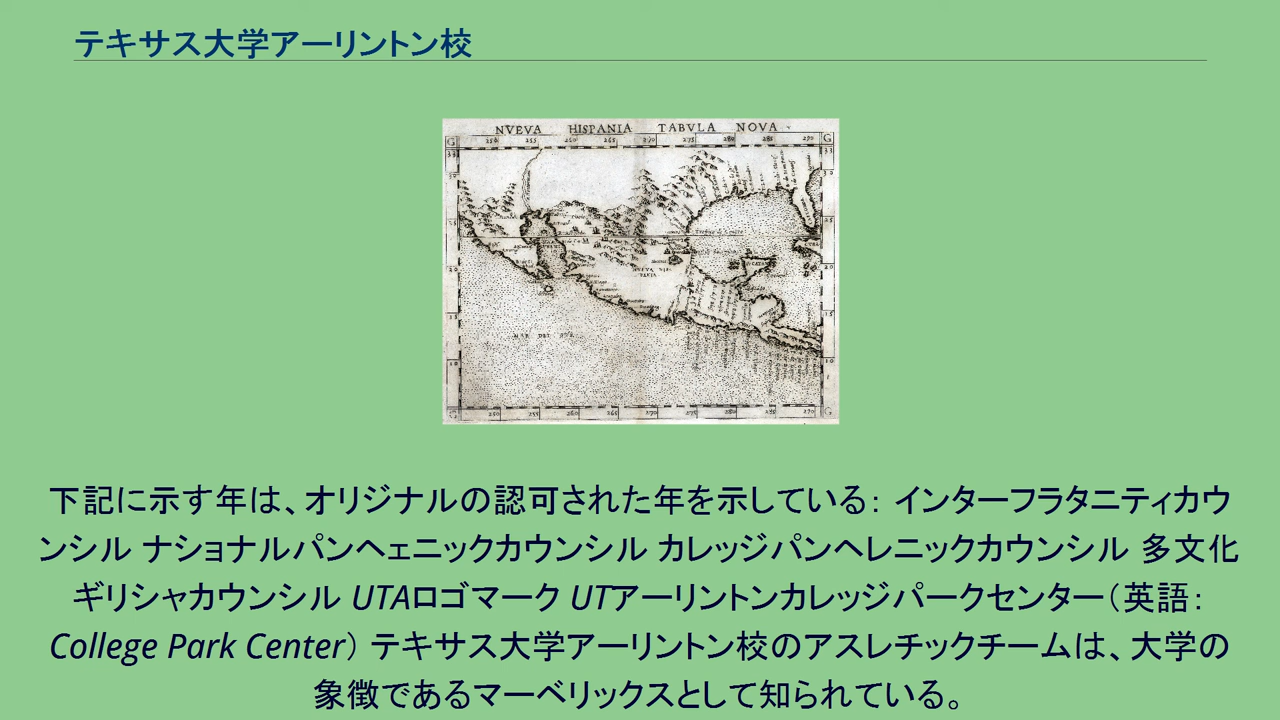 テキサス大学アーリントン校
NVEVA HISPANIA TABVLA NOVA
下記に示す年は、オリジナルの認可された年を示している： インターフラタニティカウ
ンシル ナショナルパンヘェニックカウンシル カレッジパンヘレニックカウンシル 多文化
ギリシャカウンシル UTAロゴマーク UTアーリントンカレッジパークセンター（英語：
College Park Center） テキサス大学アーリントン校のアスレチックチームは、大学の
象徴であるマーベリックスとして知られている。